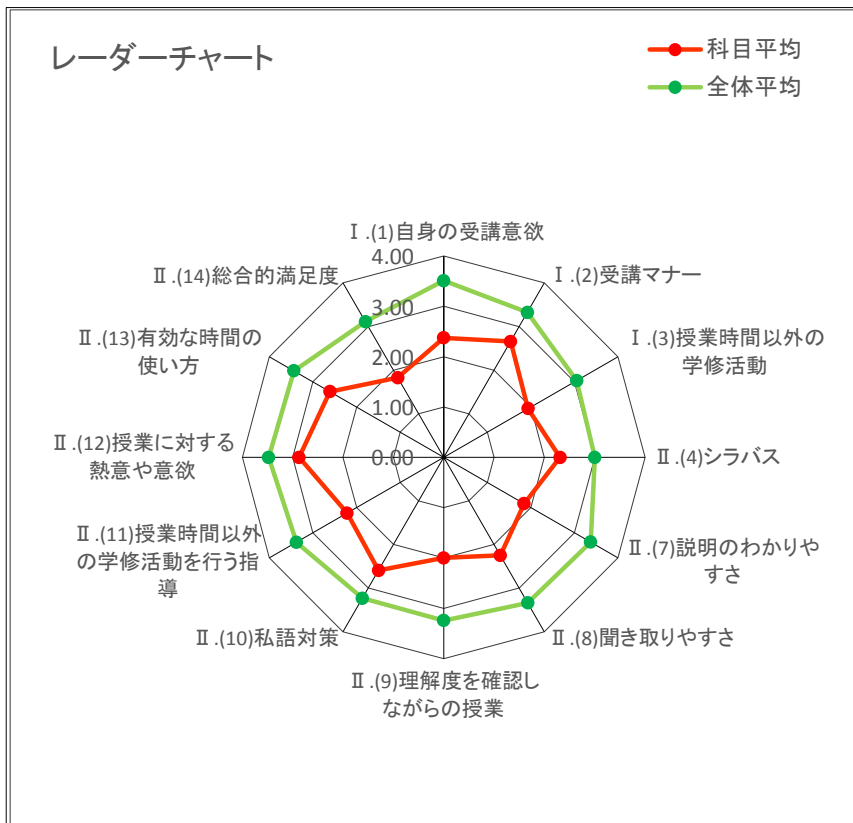 レーダーチャート
科目平均
全体平均
Ⅰ.(1)自身の受講意欲
Ⅰ.(2)受講マナー
Ⅰ.(3)授業時間以外の
学修活動
Ⅱ.(4)シラバス
Ⅱ.(7)説明のわかりや
すさ
Ⅱ.(8)聞き取りやすさ
Ⅱ.(9)理解度を確認し
ながらの授業
Ⅱ.(10)私語対策
Ⅱ.(11)授業時間以外
の学修活動を行う指
導
Ⅱ.(12)授業に対する
熱意や意欲
Ⅱ.(13)有効な時間の
使い方
Ⅱ.(14)総合的満足度
4.00
3.00
2.00
1.00
0.00